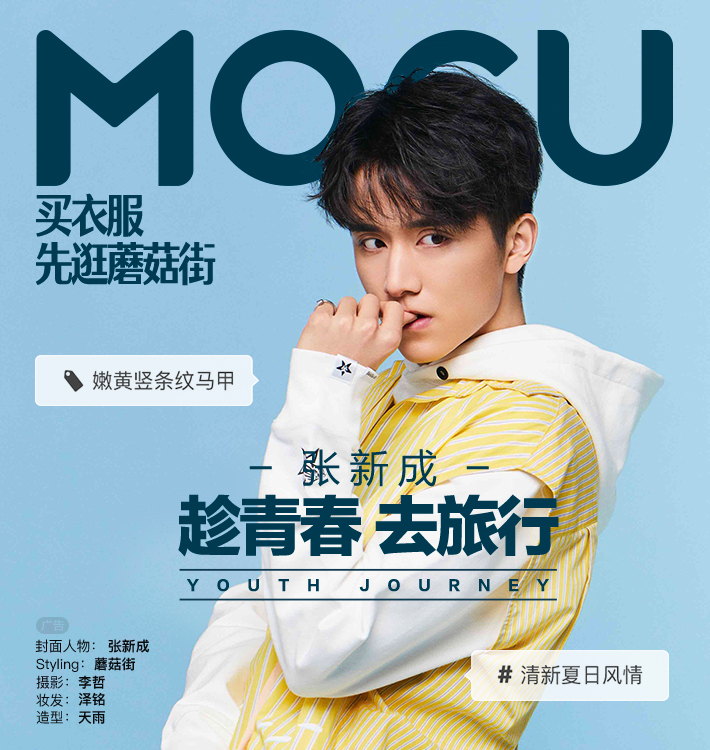 MOGU
买衣服
先逛蘑菇街
嫩黄竖条纹马甲
– 张新成 –
趁青春 去旅行
YOUTH JOURNEY
广告
封面人物： 张新成
Styling： 蘑菇街
摄影： 李哲
妆发： 泽铭
造型： 天雨
# 清新夏日风情